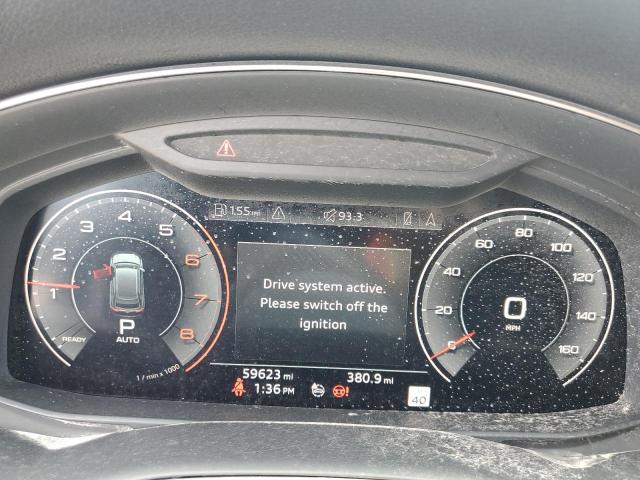 155 mi
93.3
Drive system active.
Please switch off the
ignition
1 2 3 4 5 6 7 8
READY
P
AUTO
1 / min x 1000
0 20 40 60 80 100 120 140 160
0
MPH
59623 mi
380.9 mi
1:36 PM
40